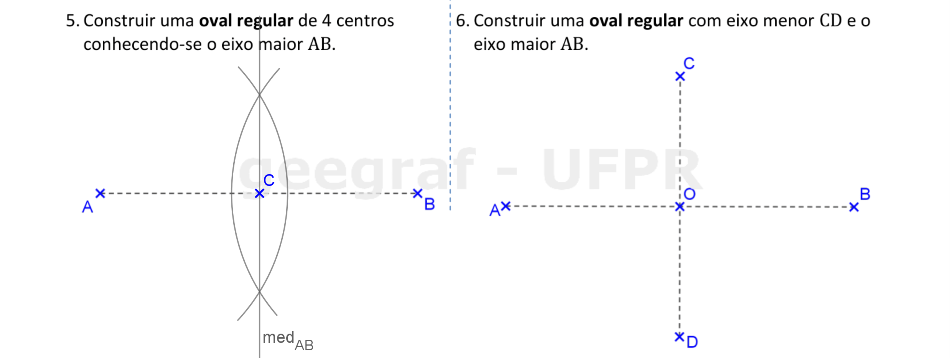 5. Construir uma oval regular de 4 centros
conhecendo-se o eixo maior AB.
C
A
B
med AB
6. Construir uma oval regular com eixo menor CD e o
eixo maior AB.
C
O
B
A
D
geegraf - UFPR